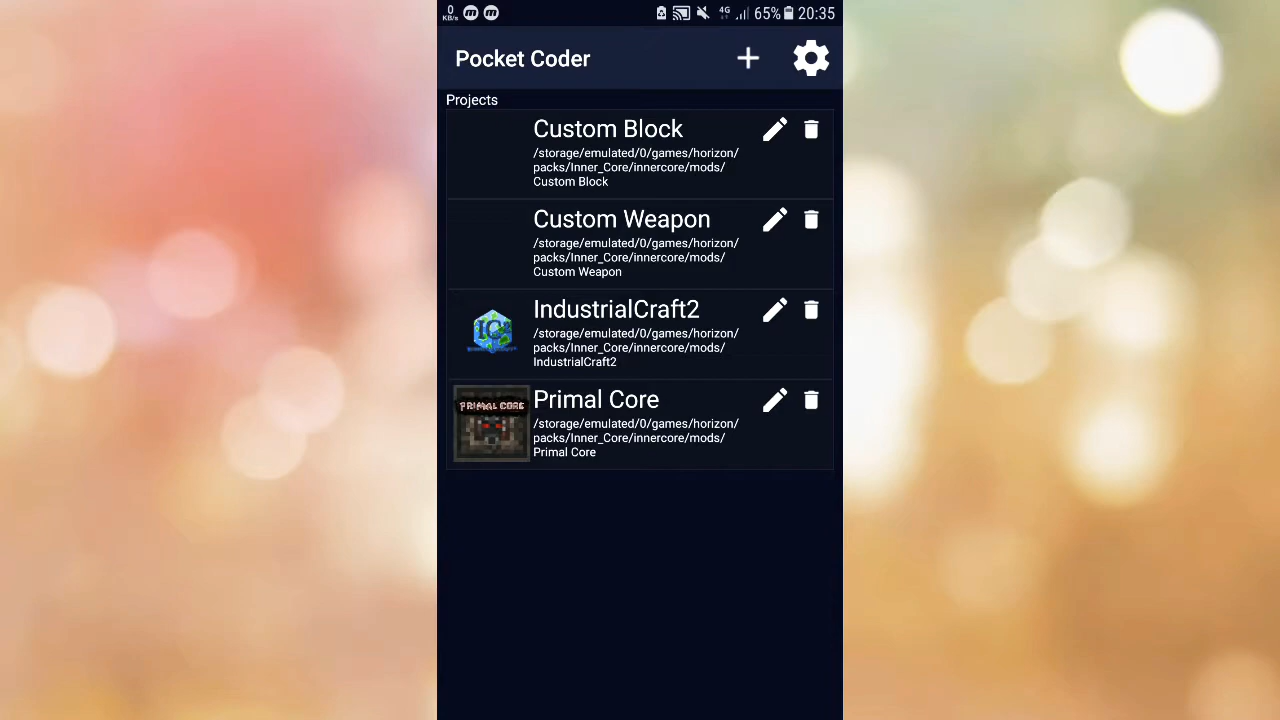 0
KB/s
4G
65%
20:35
Pocket Coder
Projects
Custom Block
/storage/emulated/0/games/horizon/
packs/Inner_Core/innercore/mods/
Custom Block
Custom Weapon
/storage/emulated/0/games/horizon/
packs/Inner_Core/innercore/mods/
Custom Weapon
IndustrialCraft2
/storage/emulated/0/games/horizon/
packs/Inner_Core/innercore/mods/
IndustrialCraft2
PRIMAL CORE
Primal Core
/storage/emulated/0/games/horizon/
packs/Inner_Core/innercore/mods/
Primal Core